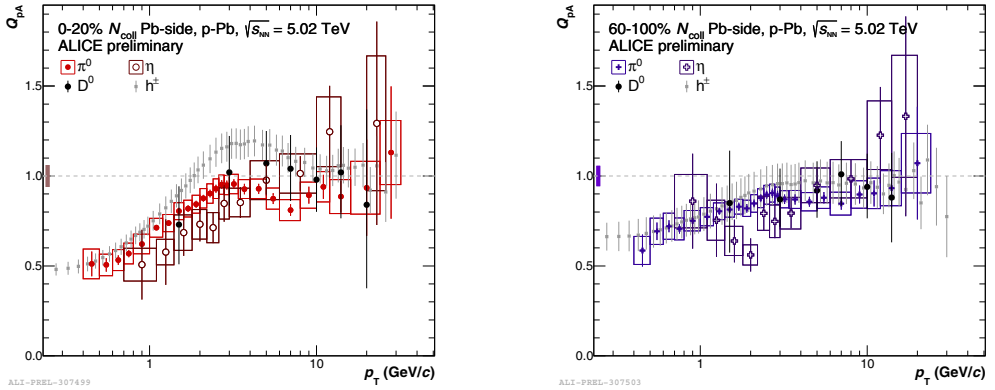 Q_pA
0-20% N_coll Pb-side, p-Pb, √s_NN = 5.02 TeV
ALICE preliminary
π⁰ η
D⁰ h±
1.5
1.0
0.5
0.0
1 10
p_T (GeV/c)
ALI-PREL-307499
Q_pA
60-100% N_coll Pb-side, p-Pb, √s_NN = 5.02 TeV
ALICE preliminary
π⁰ η
D⁰ h±
1.5
1.0
0.5
0.0
1 10
p_T (GeV/c)
ALI-PREL-307503